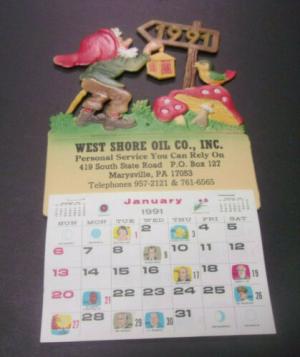 1991
WEST SHORE OIL CO., INC.
Personal Service You Can Rely On
419 South State Road P.O. Box 127
Marysville, PA 17053
Telephones 957-2121 & 761-6565
January
1991
SUN MON TUE WED THU FRI SAT
1 2 3 4 5
6 7 8 9 10 11 12
13 14 15 16 17 18 19
20 21 22 23 24 25 26
27 28 29 30 31